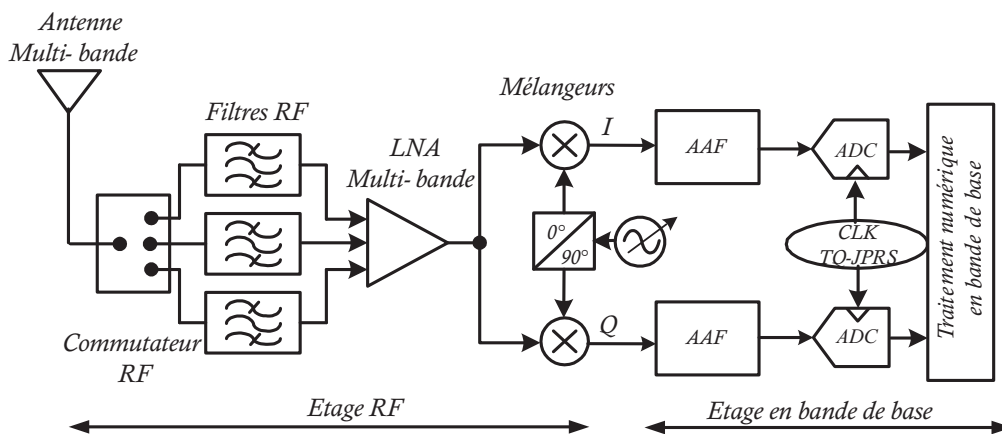 Antenne
Multi- bande
Filtres RF
LNA
Multi- bande
Commutateur
RF
Mélangeurs
I
Q
0°
90°
AAF
AAF
ADC
ADC
CLK
TQ-JPRS
Traitement numérique
en bande de base
Etage RF
Etage en bande de base